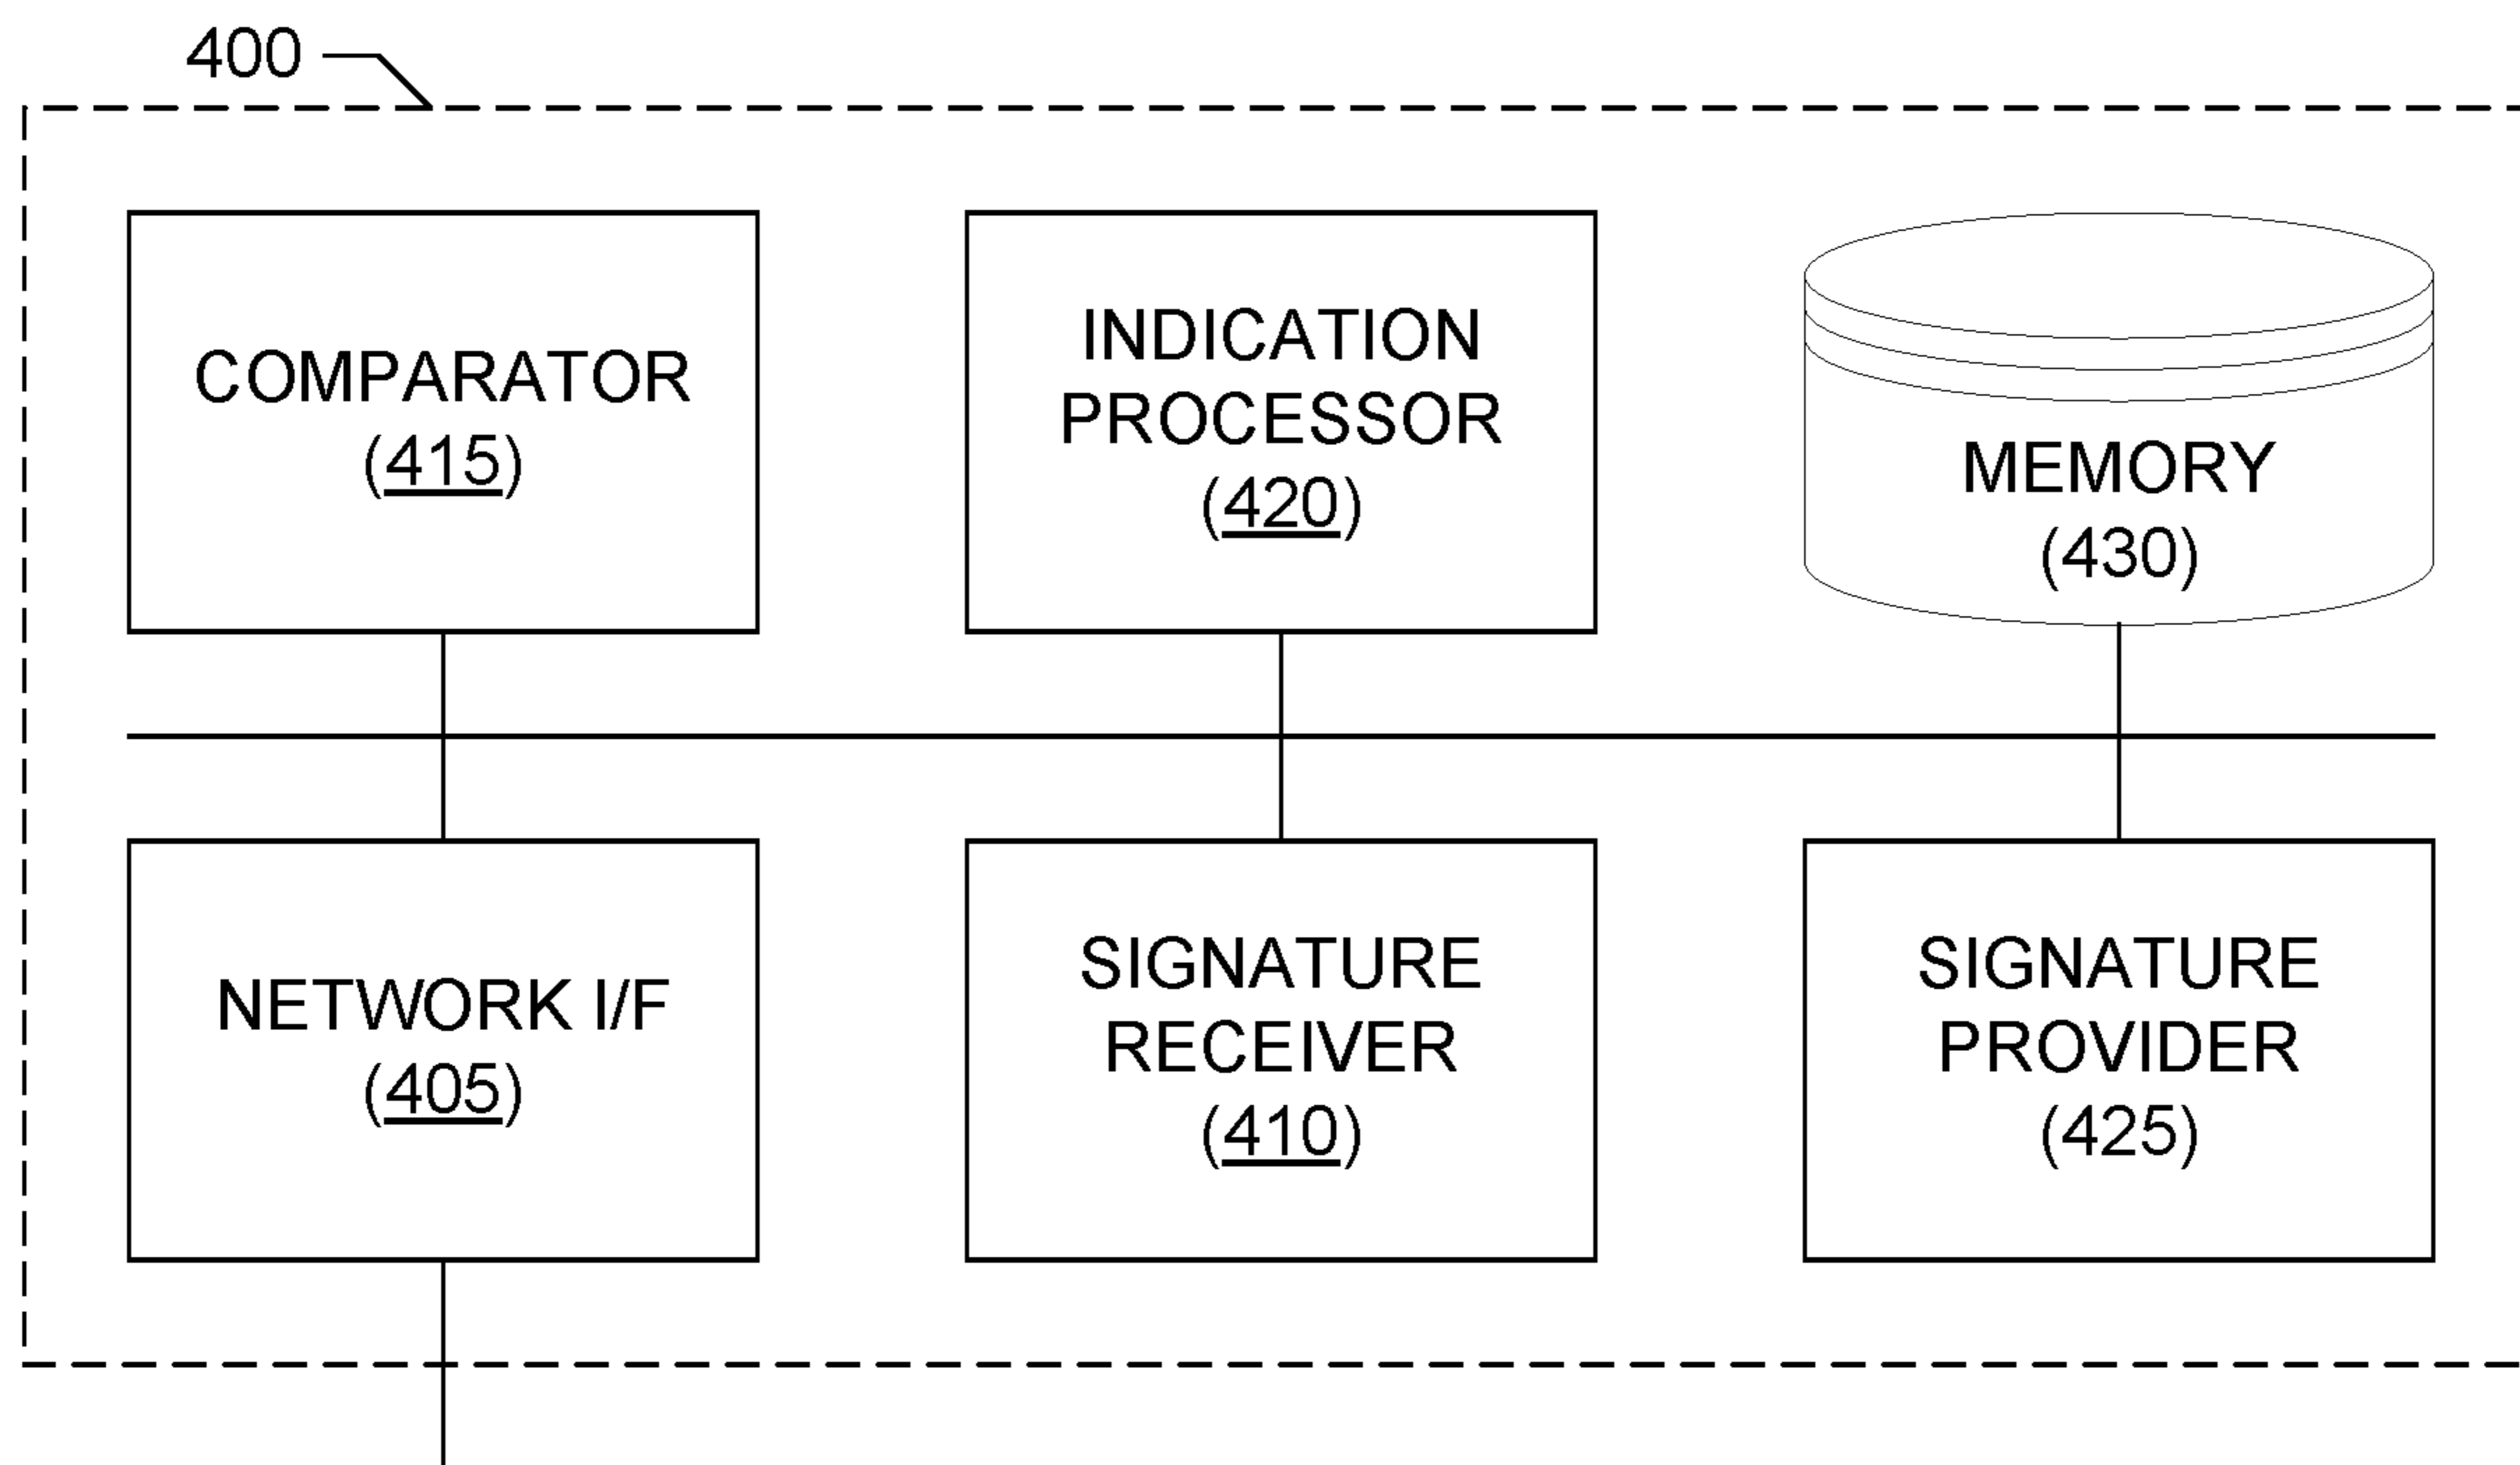 400
COMPARATOR
(415)
INDICATION
PROCESSOR
(420)
MEMORY
(430)
NETWORK I/F
(405)
SIGNATURE
RECEIVER
(410)
SIGNATURE
PROVIDER
(425)